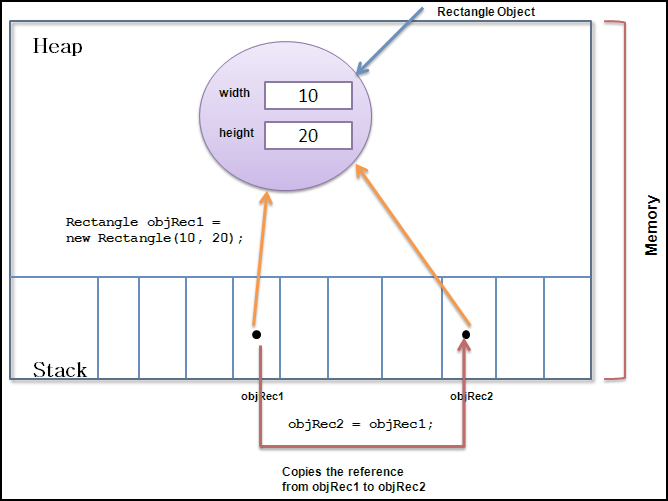 Rectangle Object
Heap
width 10
height 20
Rectangle objRec1 =
new Rectangle(10, 20);
Memory
Stack
objRec1 objRec2
objRec2 = objRec1;
Copies the reference
from objRec1 to objRec2